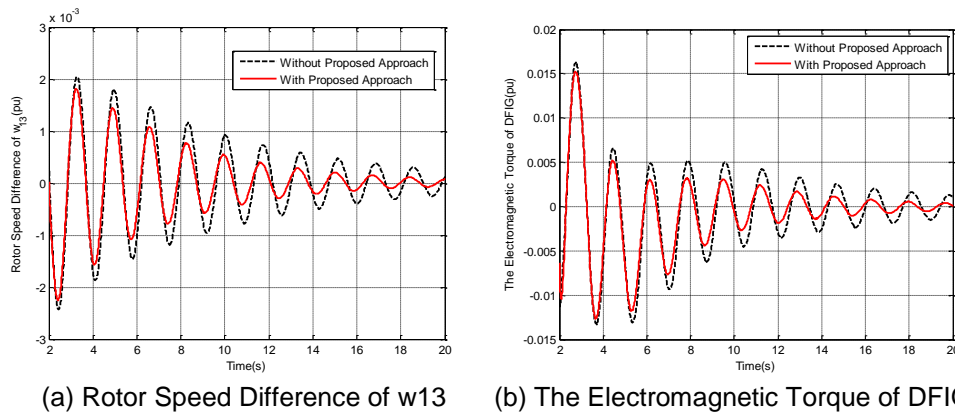 x 10⁻³
3
2
1
0
-1
-2
-3
2 4 6 8 10 12 14 16 18 20
Time(s)
Rotor Speed Difference of w13(pu)
Without Proposed Approach
With Proposed Approach
(a) Rotor Speed Difference of w13
0.02
0.015
0.01
0.005
0
-0.005
-0.01
-0.015
2 4 6 8 10 12 14 16 18 20
Time(s)
The Electromagnetic Torque of DFIG(pu)
Without Proposed Approach
With Proposed Approach
(b) The Electromagnetic Torque of